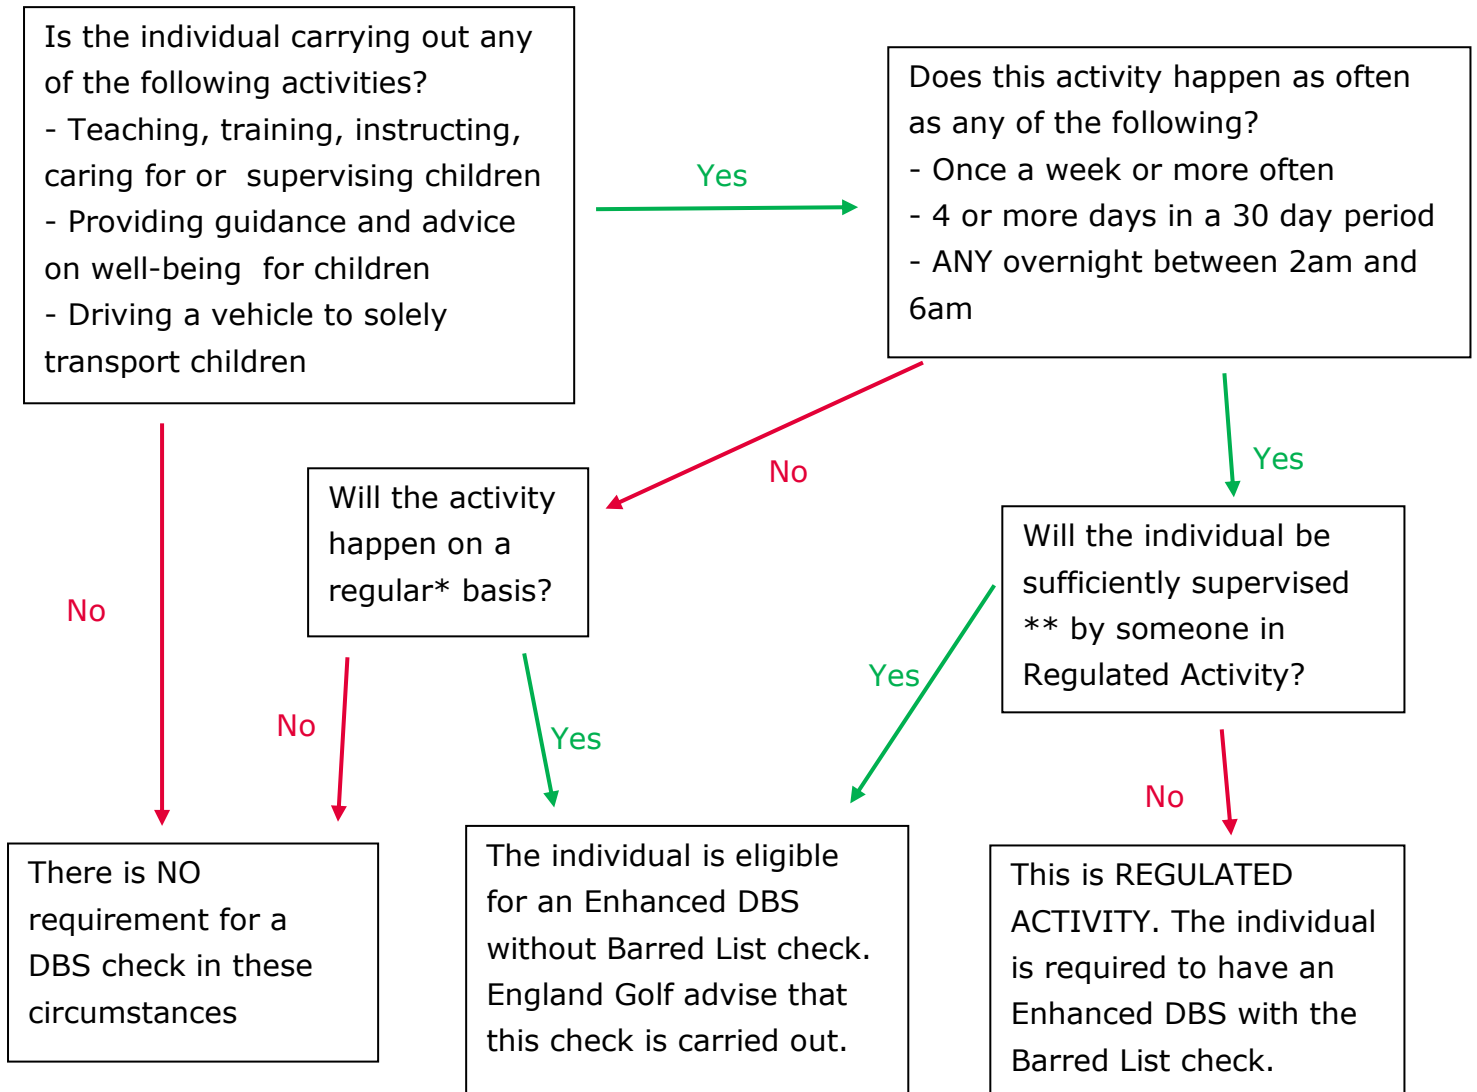 Is the individual carrying out any
of the following activities?
- Teaching, training, instructing,
caring for or  supervising children
- Providing guidance and advice
on well-being  for children
- Driving a vehicle to solely
transport children
Yes
Does this activity happen as often
as any of the following?
- Once a week or more often
- 4 or more days in a 30 day period
- ANY overnight between 2am and
6am
No
No
Yes
Will the activity
happen on a
regular* basis?
Will the individual be
sufficiently supervised
** by someone in
Regulated Activity?
No
Yes
Yes
No
There is NO
requirement for a
DBS check in these
circumstances
The individual is eligible
for an Enhanced DBS
without Barred List check.
England Golf advise that
this check is carried out.
This is REGULATED
ACTIVITY. The individual
is required to have an
Enhanced DBS with the
Barred List check.